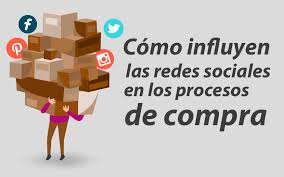 Cómo influyen
las redes sociales
en los procesos
de compra